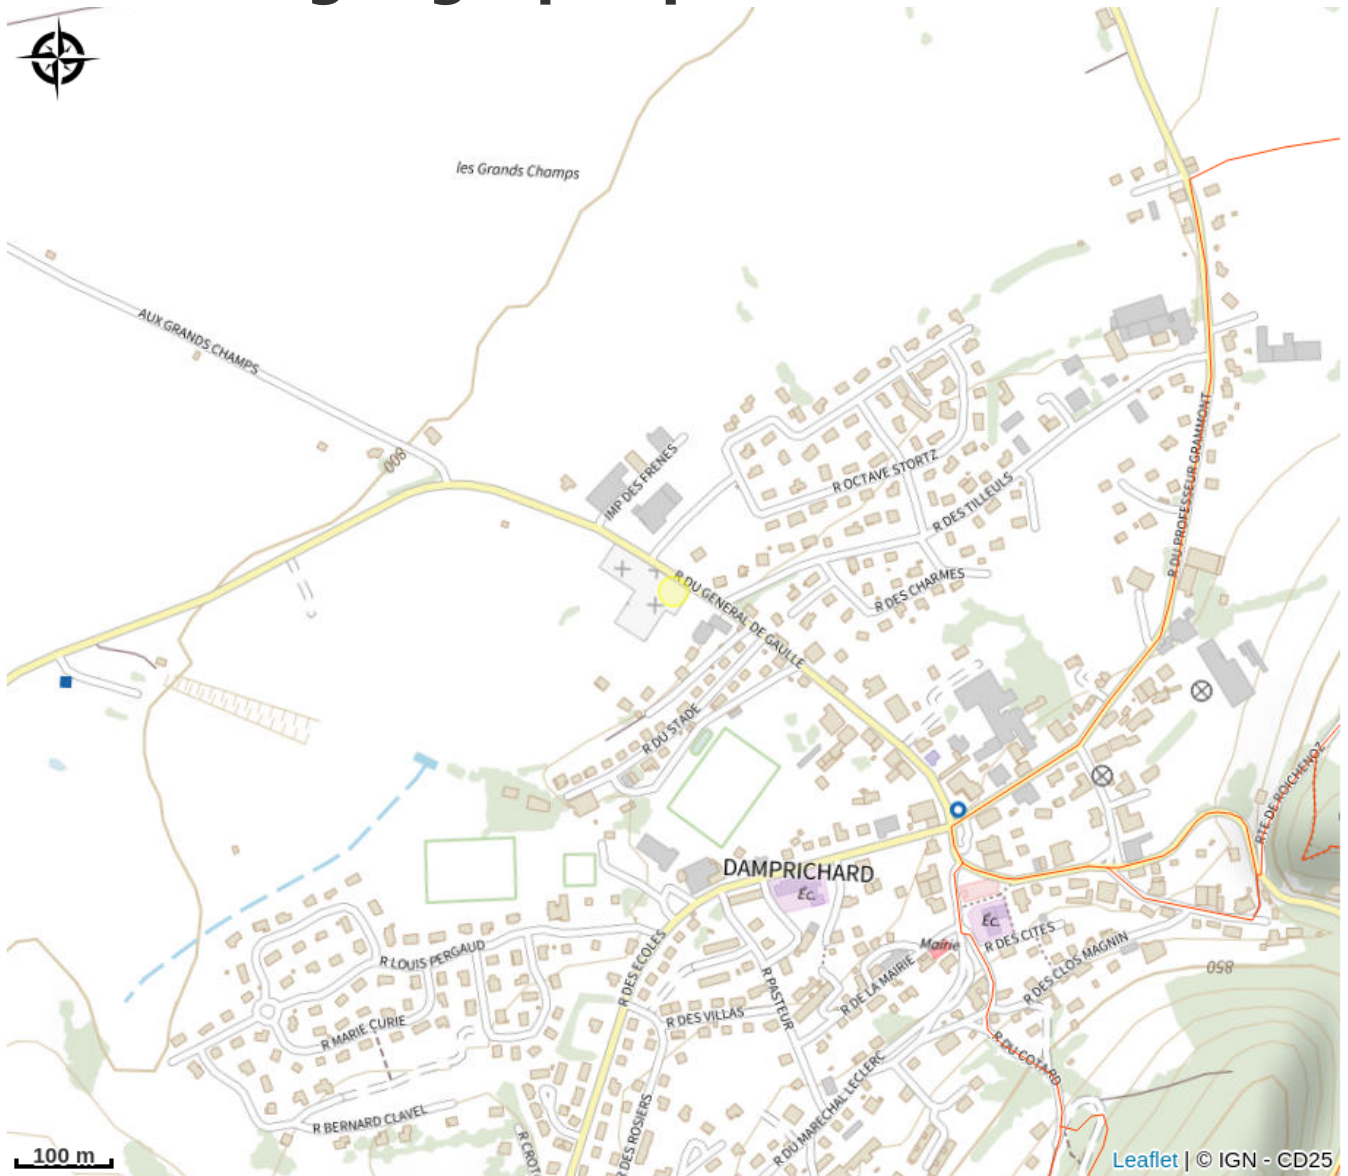 les Grands Champs
AUX GRANDS CHAMPS
800
IMP DES FRENES
R OCTAVE STORTZ
R DES TILLEULS
R DU PROFESSEUR GRAMMONT
R DES CHARMES
R DU GENERAL DE GAULLE
R DU STADE
RTE DE ROICHENOZ
DAMPRICHARD
Éc.
Éc.
Mairie
R DES CITES
R DES CLOS MAGNIN
850
R LOUIS PERGAUD
R DES ECOLES
R PASTEUR
R DE LA MAIRIE
R DES VILLAS
R MARIE CURIE
R DU COTARD
R DU MARECHAL LECLERC
R BERNARD CLAVEL
R CROT
DES ROSIERS
100 m
Leaflet | © IGN - CD25